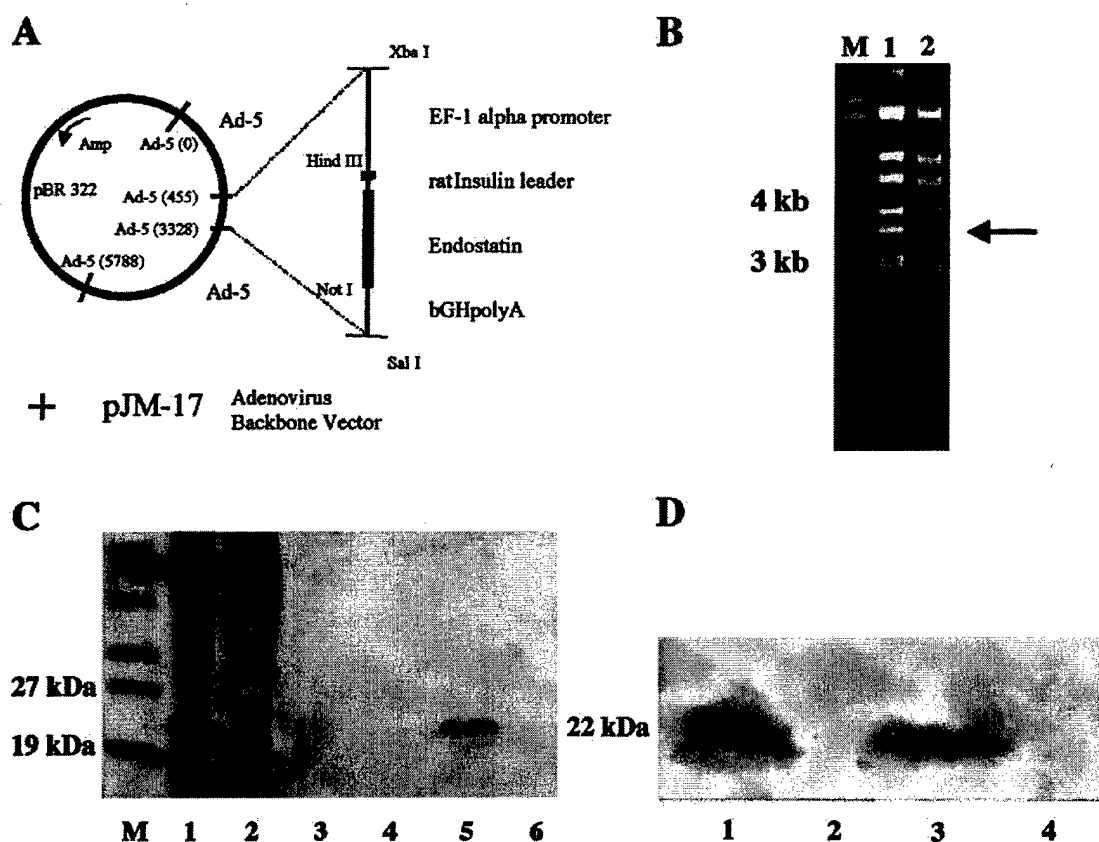 A
Xba I
Ad-5
EF-1 alpha promoter
Amp
Ad-5 (0)
Hind III
ratInsulin leader
pBR 322
Ad-5 (455)
Ad-5 (3328)
Endostatin
Ad-5 (5788)
Ad-5
Not I
bGHpolyA
Sal I
+ pJM-17 Adenovirus
Backbone Vector
B
M 1 2
4 kb
3 kb
C
27 kDa
19 kDa
M 1 2 3 4 5 6
D
22 kDa
1 2 3 4